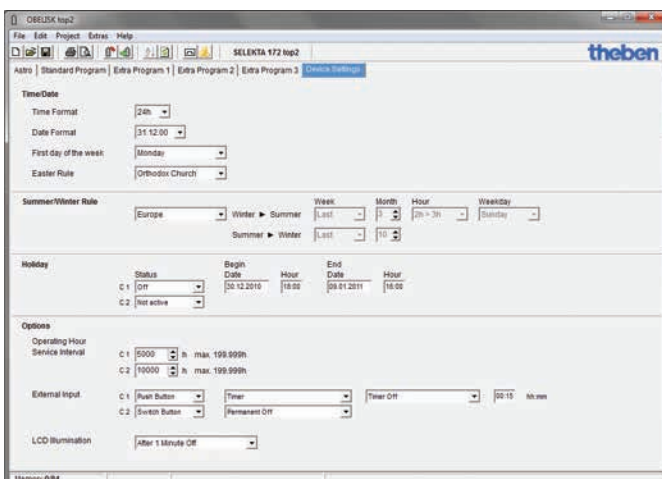 OBELISK top2
File Edit Project Extras Help
SELEKTA 172 top2
theben
Astro Standard Program Extra Program 1 Extra Program 2 Extra Program 3 Device Settings
Time/Date
Time Format 24h
Date Format 31.12.00
First day of the week Monday
Easter Rule Orthodox Church
Week Month Hour Weekday
Summer/Winter Rule Europe Winter ► Summer Last 3 2h > 3h Sunday
Summer ► Winter Last 10
Holiday Begin End
Status Date Hour Date Hour
C 1 Off 30.12.2010 18:00 09.01.2011 16:00
C 2 Not active
Options
Operating Hour
Service Interval C 1 5000 h max. 199.999h
C 2 10000 h max. 199.999h
External Input C 1 Push Button Timer Timer Off 00:15 hh:mm
C 2 Switch Button Permanent Off
LCD Illumination After 1 Minute Off